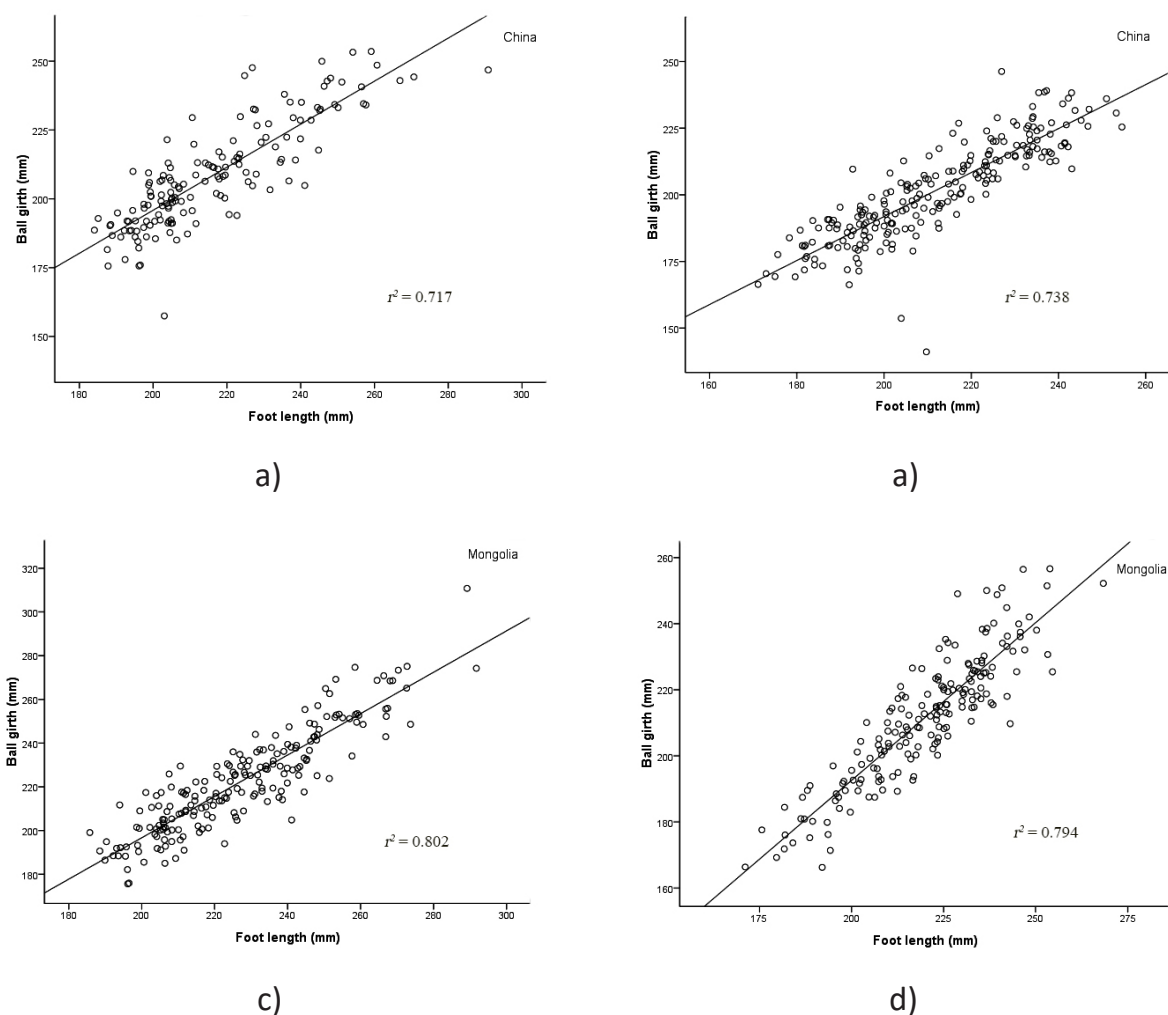 China
250
225
200
175
150
Ball girth (mm)
r² = 0.717
180 200 220 240 260 280 300
Foot length (mm)
a)
China
250
225
200
175
150
Ball girth (mm)
r² = 0.738
160 180 200 220 240 260
Foot length (mm)
a)
Mongolia
320
300
280
260
240
220
200
180
Ball girth (mm)
r² = 0.802
180 200 220 240 260 280 300
Foot length (mm)
c)
Mongolia
260
240
220
200
180
160
Ball girth (mm)
r² = 0.794
175 200 225 250 275
Foot length (mm)
d)